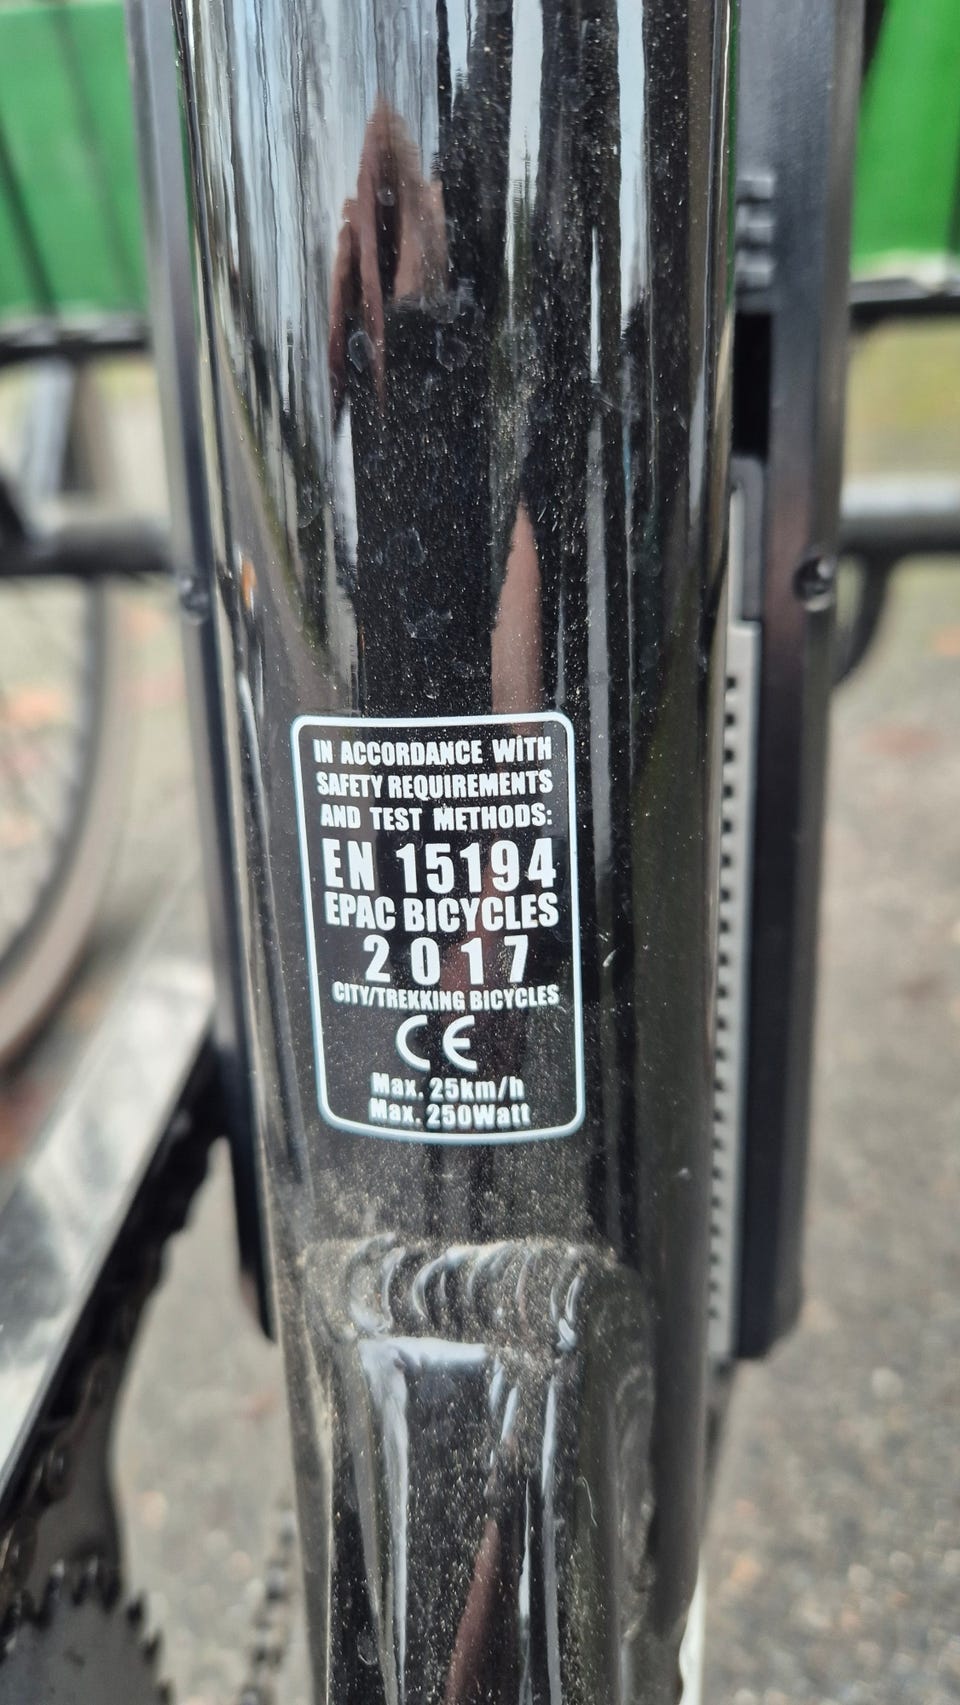 IN ACCORDANCE WITH
SAFETY REQUIREMENTS
AND TEST METHODS:
EN 15194
EPAC BICYCLES
2017
CITY/TREKKING BICYCLES
CE
Max. 25km/h
Max. 250Watt